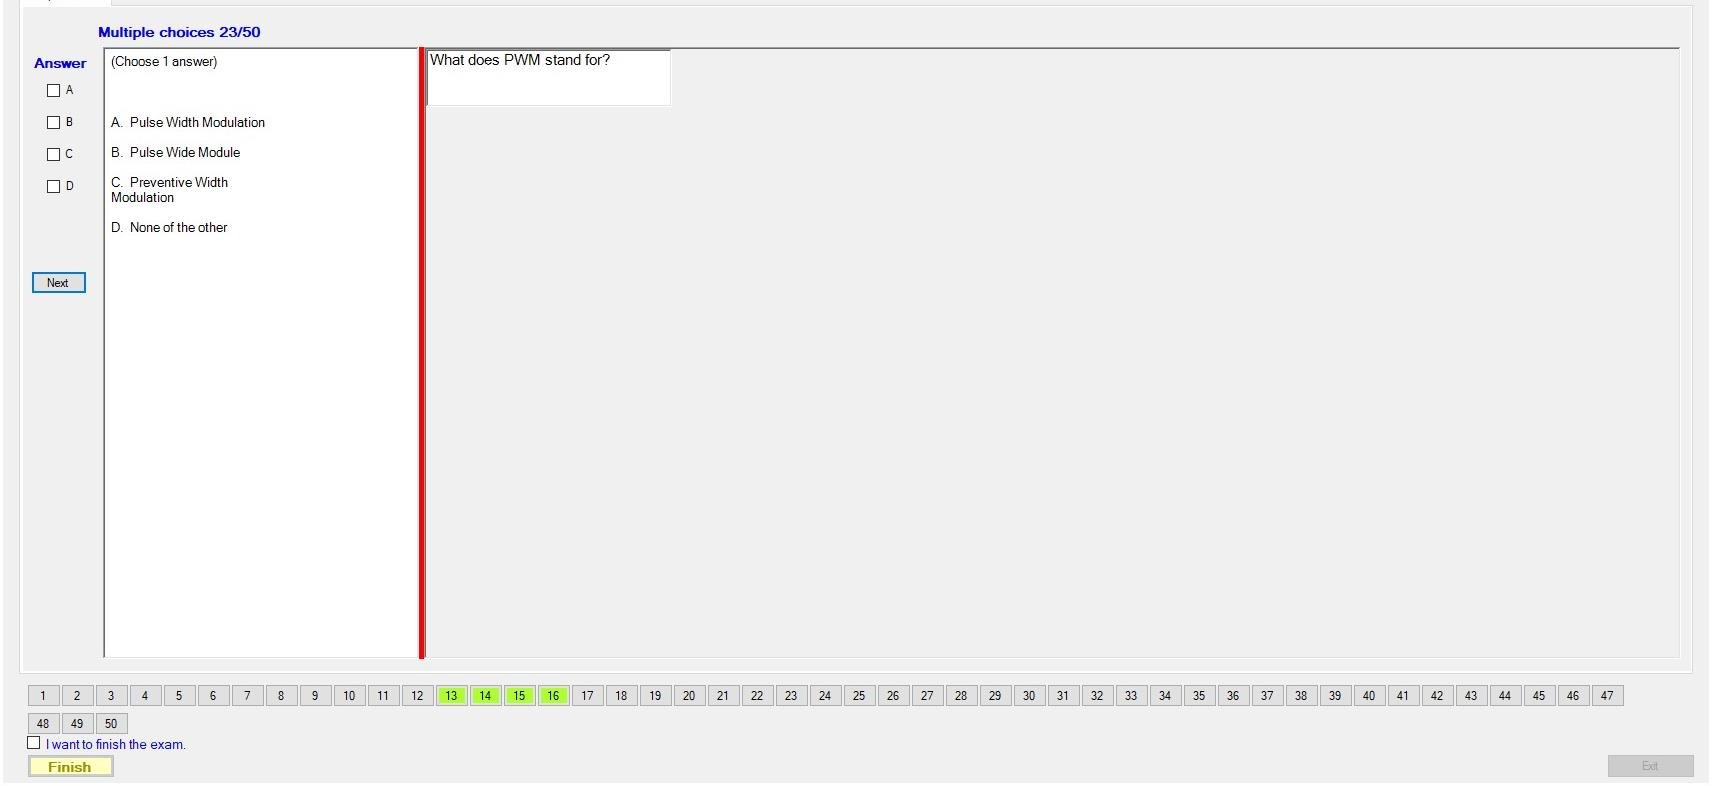 Multiple choices 23/50
Answer
A
B
C
D
Next
(Choose 1 answer)
A. Pulse Width Modulation
B. Pulse Wide Module
C. Preventive Width
Modulation
D. None of the other
What does PWM stand for?
1 2 3 4 5 6 7 8 9 10 11 12 13 14 15 16 17 18 19 20 21 22 23 24 25 26 27 28 29 30 31 32 33 34 35 36 37 38 39 40 41 42 43 44 45 46 47
48 49 50
I want to finish the exam.
Finish
Exit